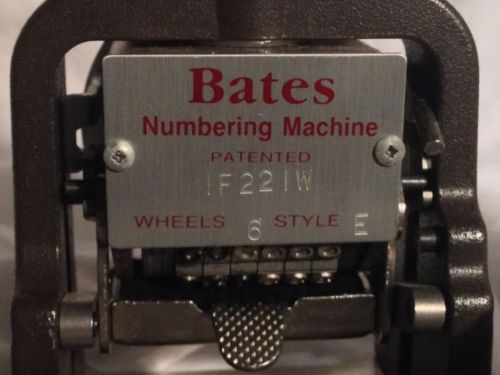 Bates
Numbering Machine
PATENTED
1F221W
WHEELS 6 STYLE E